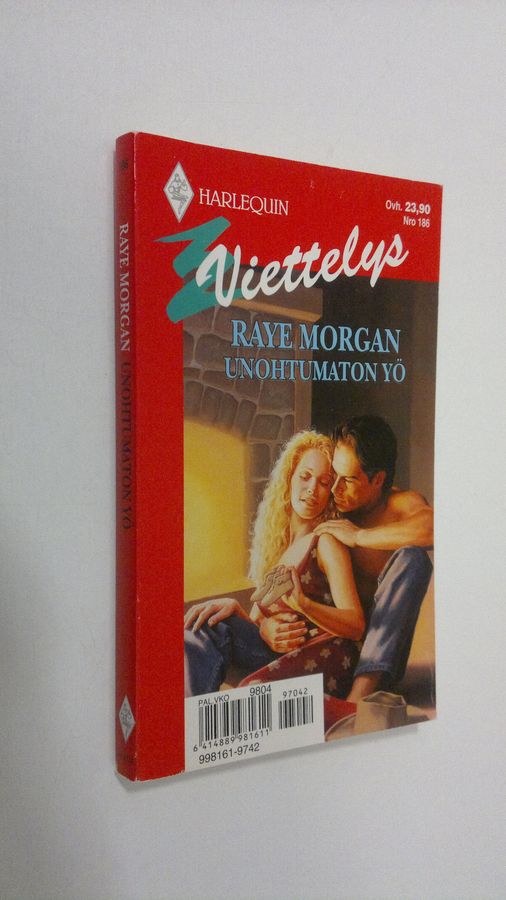 RAYE MORGAN UNOHTUMATON YÖ
HARLEQUIN
Ovh. 23,90
Nro 186
Viettelys
RAYE MORGAN
UNOHTUMATON YÖ
PAL.VKO 9804
97042
6 414889 981611
998161-9742